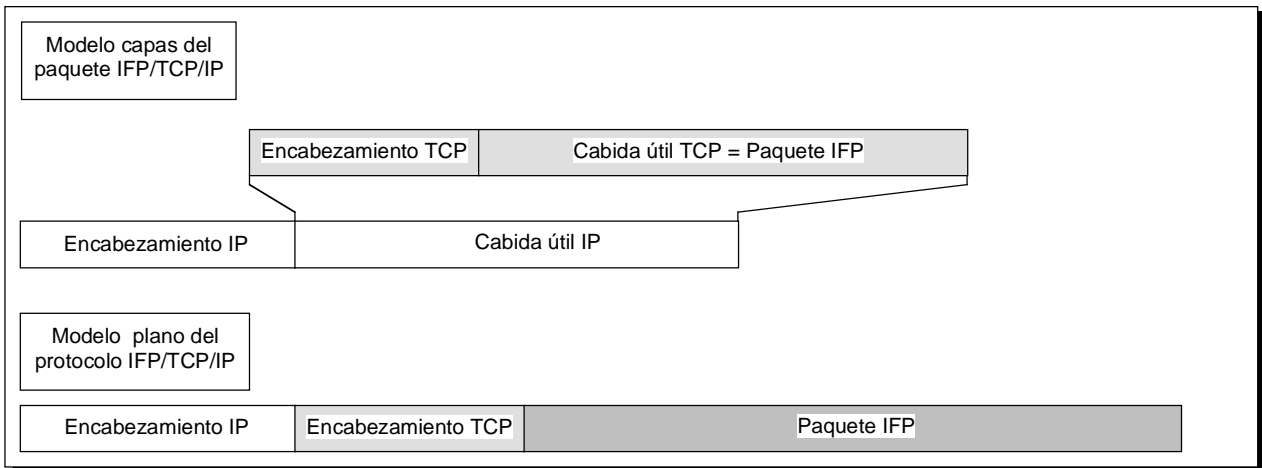 Modelo capas del
paquete IFP/TCP/IP
Encabezamiento TCP
Cabida útil TCP = Paquete IFP
Encabezamiento IP
Cabida útil IP
Modelo plano del
protocolo IFP/TCP/IP
Encabezamiento IP
Encabezamiento TCP
Paquete IFP